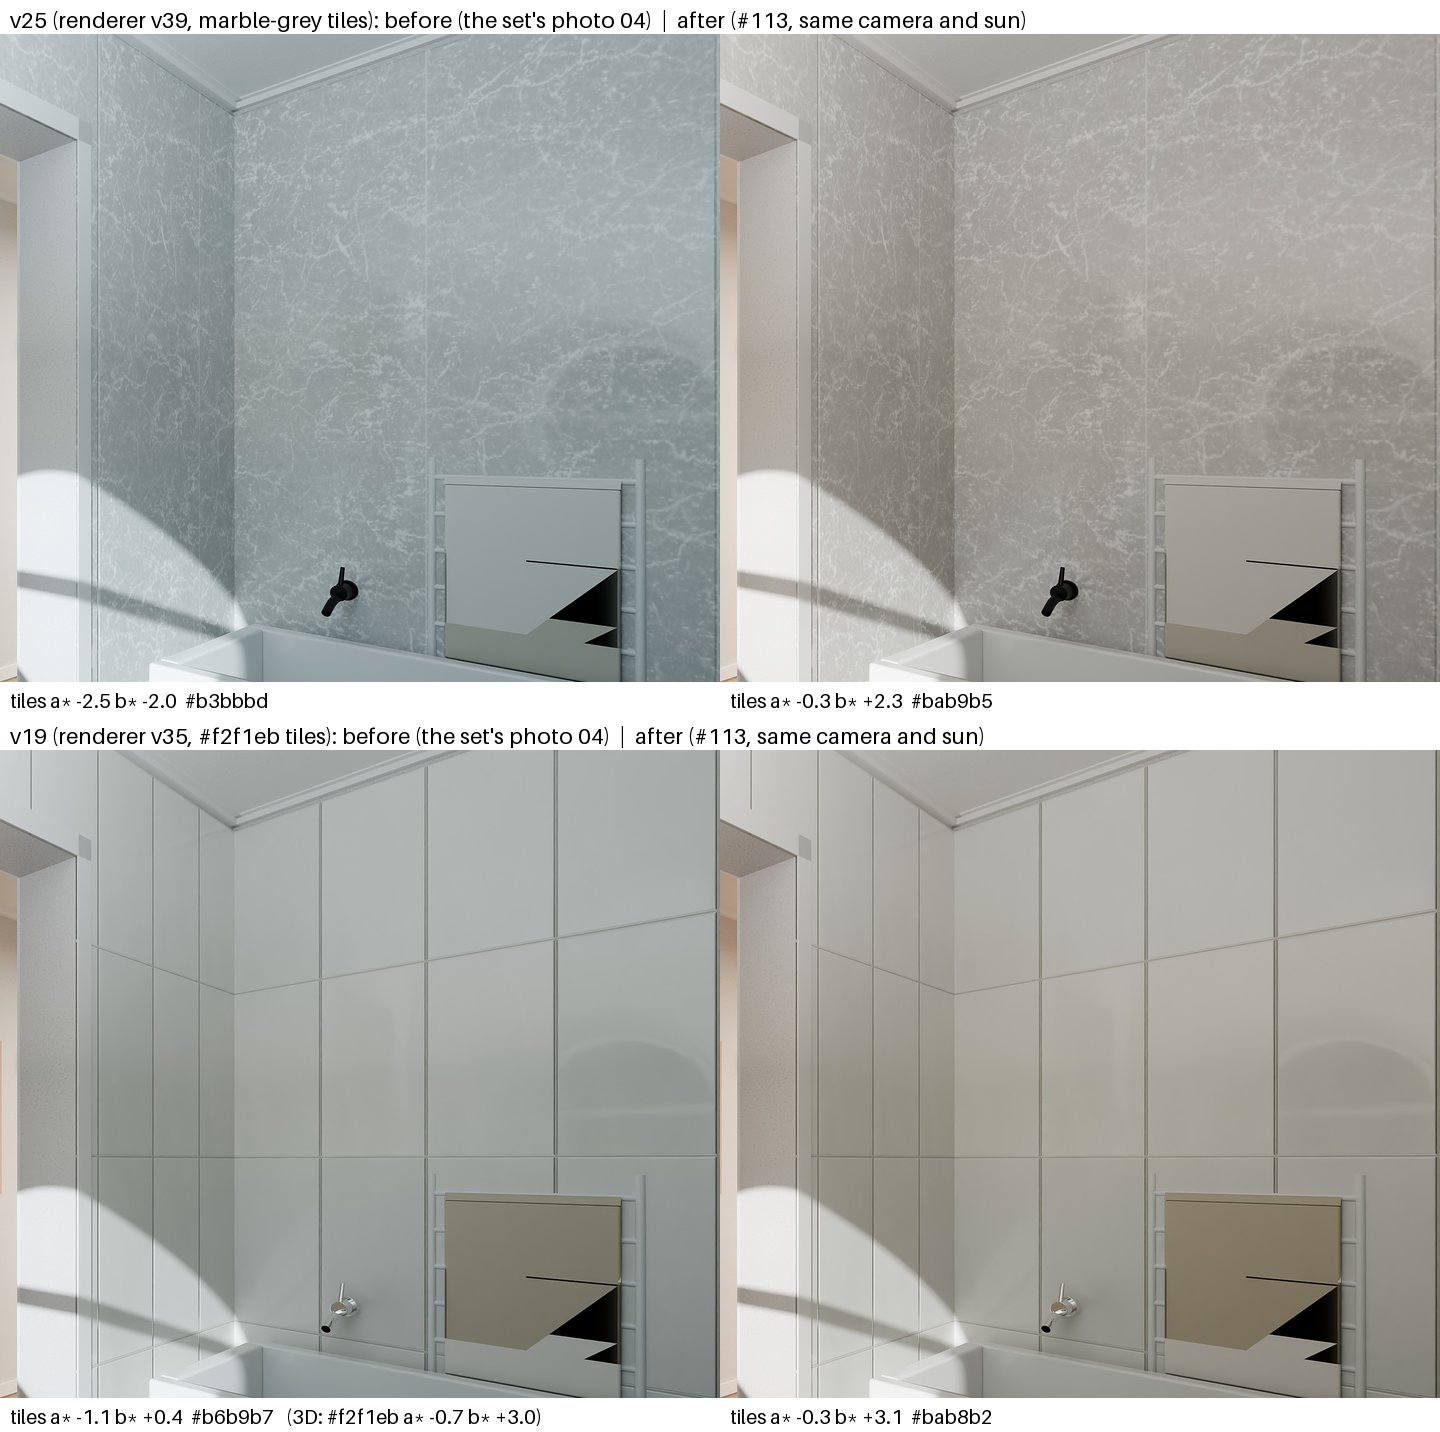 v25 (renderer v39, marble-grey tiles): before (the set's photo 04) | after (#113, same camera and sun)
tiles a* -2.5 b* -2.0 #b3bbbd
tiles a* -0.3 b* +2.3 #bab9b5
v19 (renderer v35, #f2f1eb tiles): before (the set's photo 04) | after (#113, same camera and sun)
tiles a* -1.1 b* +0.4 #b6b9b7 (3D: #f2f1eb a* -0.7 b* +3.0)
tiles a* -0.3 b* +3.1 #bab8b2